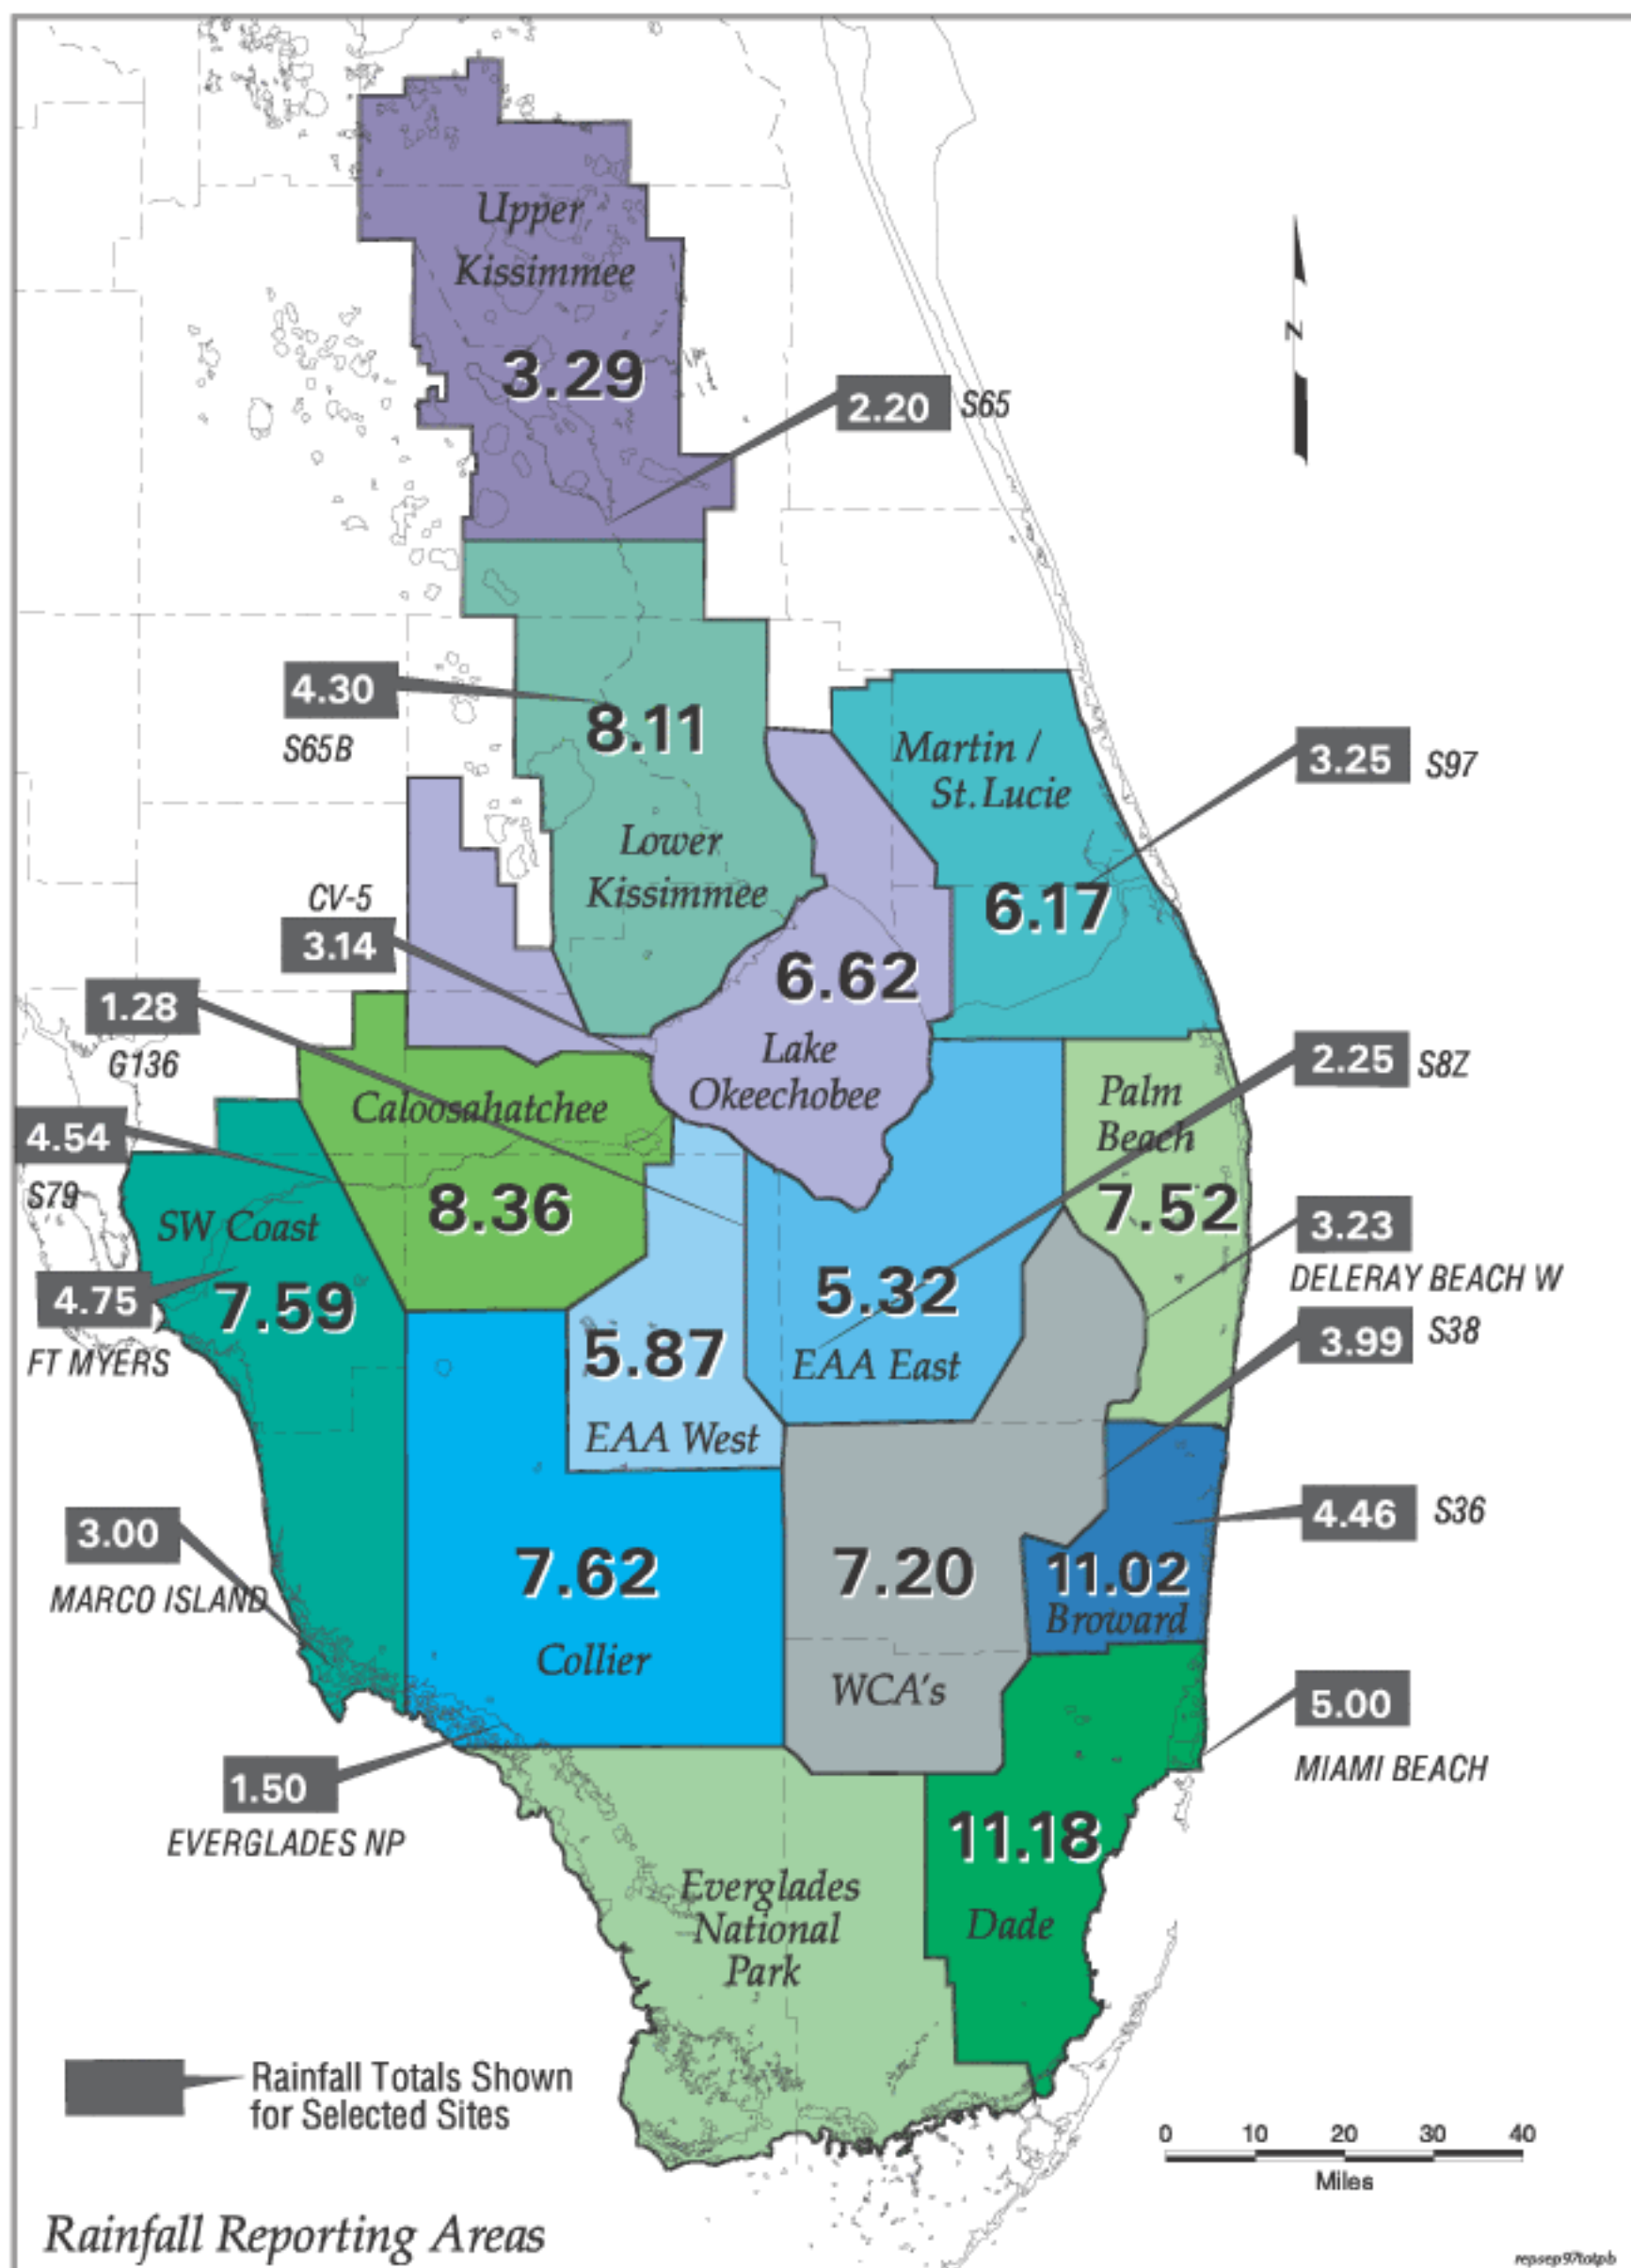 Upper
Kissimmee
3.29
2.20 S65
N
4.30
S65B
8.11
Lower
Kissimmee
Martin /
St. Lucie
6.17
3.25 S97
CV-5
3.14
6.62
Lake
Okeechobee
1.28
G136
Caloosahatchee
8.36
2.25 S8Z
Palm
Beach
7.52
4.54
S79
SW Coast
7.59
4.75
FT MYERS
3.23
DELERAY BEACH W
5.32
EAA East
5.87
EAA West
3.99 S38
4.46 S36
3.00
MARCO ISLAND
7.62
Collier
7.20
WCA's
11.02
Broward
5.00
MIAMI BEACH
1.50
EVERGLADES NP
11.18
Dade
Everglades
National
Park
Rainfall Totals Shown
for Selected Sites
0 10 20 30 40
Miles
Rainfall Reporting Areas